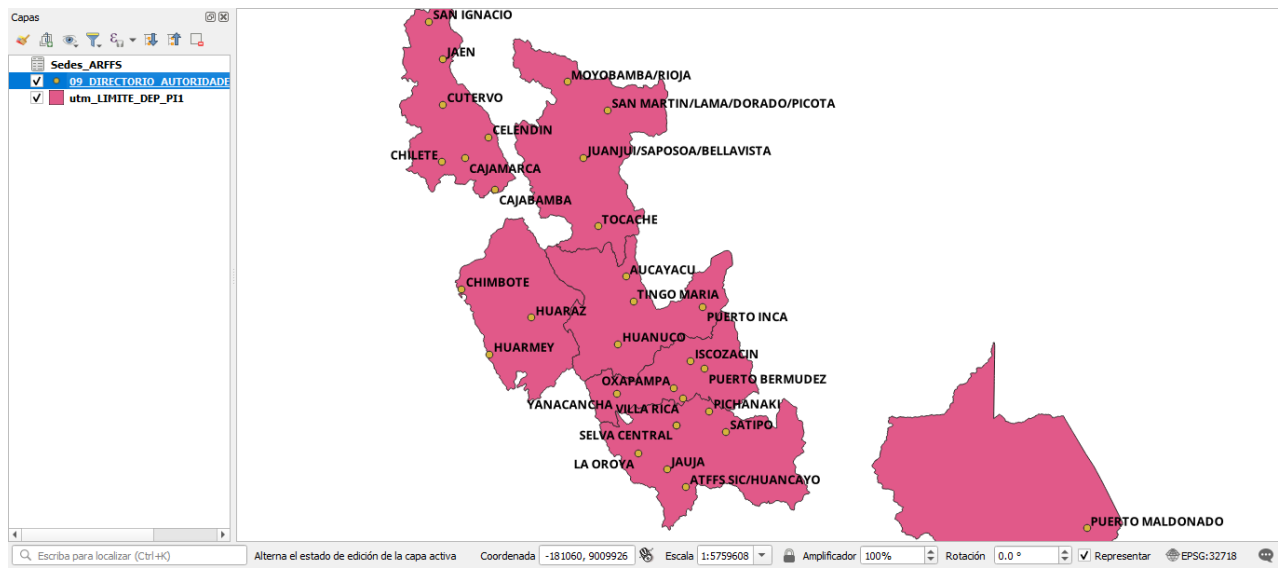 Capas
Sedes_ARFFS
09_DIRECTORIO_AUTORIDADE
utm_LIMITE_DEP_PI1
SAN IGNACIO
JAEN
MOYOBAMBA/RIOJA
CUTERVO
SAN MARTIN/LAMA/DORADO/PICOTA
CELENDIN
CHILETE
JUANJUI/SAPOSOA/BELLAVISTA
CAJAMARCA
CAJABAMBA
TOCACHE
AUCAYACU
CHIMBOTE
TINGO MARIA
HUARAZ
PUERTO INCA
HUANUCO
HUARMEY
ISCOZACIN
OXAPAMPA
PUERTO BERMUDEZ
YANACANCHA
VILLA RICA
PICHANAKI
SATIPO
SELVA CENTRAL
LA OROYA
JAUJA
ATFFS SIC/HUANCAYO
PUERTO MALDONADO
Escriba para localizar (Ctrl+K) Alterna el estado de edición de la capa activa Coordenada -181060, 9009926 Escala 1:5759608 Amplificador 100% Rotación 0.0 ° Representar EPSG:32718